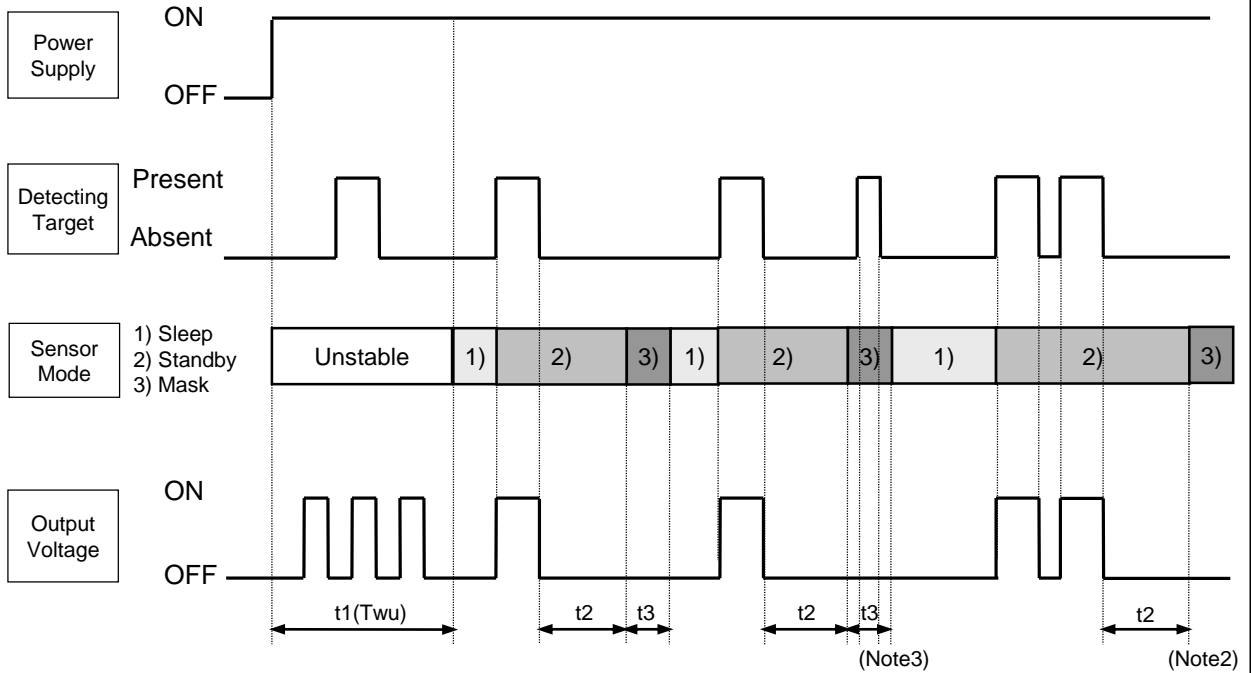 ON
Power
Supply
OFF
Present
Detecting
Target
Absent
Sensor
Mode
1) Sleep
2) Standby
3) Mask
Unstable
1)
2)
3)
1)
2)
3)
1)
2)
3)
ON
Output
Voltage
OFF
t1(Twu)
t2
t3
t2
t3
t2
(Note3)
(Note2)